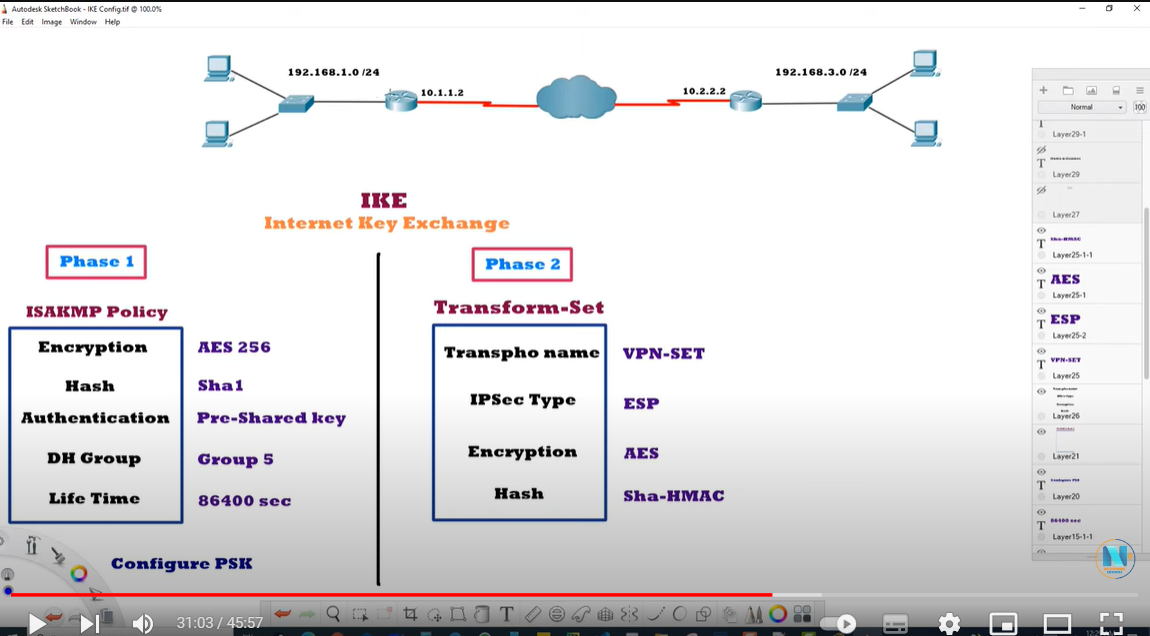 Autodesk SketchBook - IKE Config.tif @ 100.0%
File Edit Image Window Help
192.168.1.0 /24
192.168.3.0 /24
10.1.1.2
10.2.2.2
IKE
Internet Key Exchange
Phase 1
Phase 2
ISAKMP Policy
Transform-Set
Encryption AES 256
Hash Sha1
Authentication Pre-Shared key
DH Group Group 5
Life Time 86400 sec
Configure PSK
Transpho name VPN-SET
IPSec Type ESP
Encryption AES
Hash Sha-HMAC
Normal 100
Layer29-1
Layer29
Layer27
Sha-HMAC
Layer25-1-1
AES
Layer25-1
ESP
Layer25-2
VPN-SET
Layer25
Layer26
Layer21
Configure PSK
Layer20
86400 sec
Layer15-1-1
31:03 / 45:57